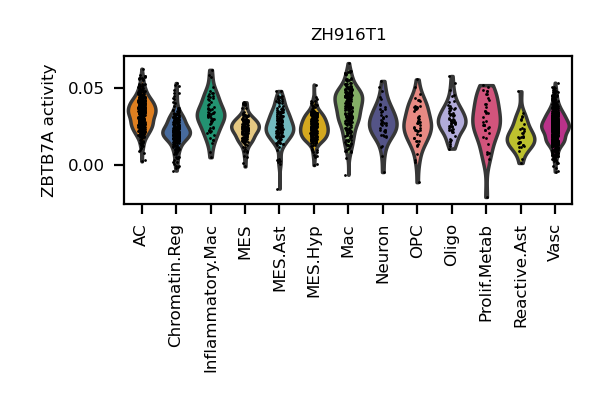 ZH916T1
ZBTB7A activity
0.05
0.00
AC
Chromatin.Reg
Inflammatory.Mac
MES
MES.Ast
MES.Hyp
Mac
Neuron
OPC
Oligo
Prolif.Metab
Reactive.Ast
Vasc